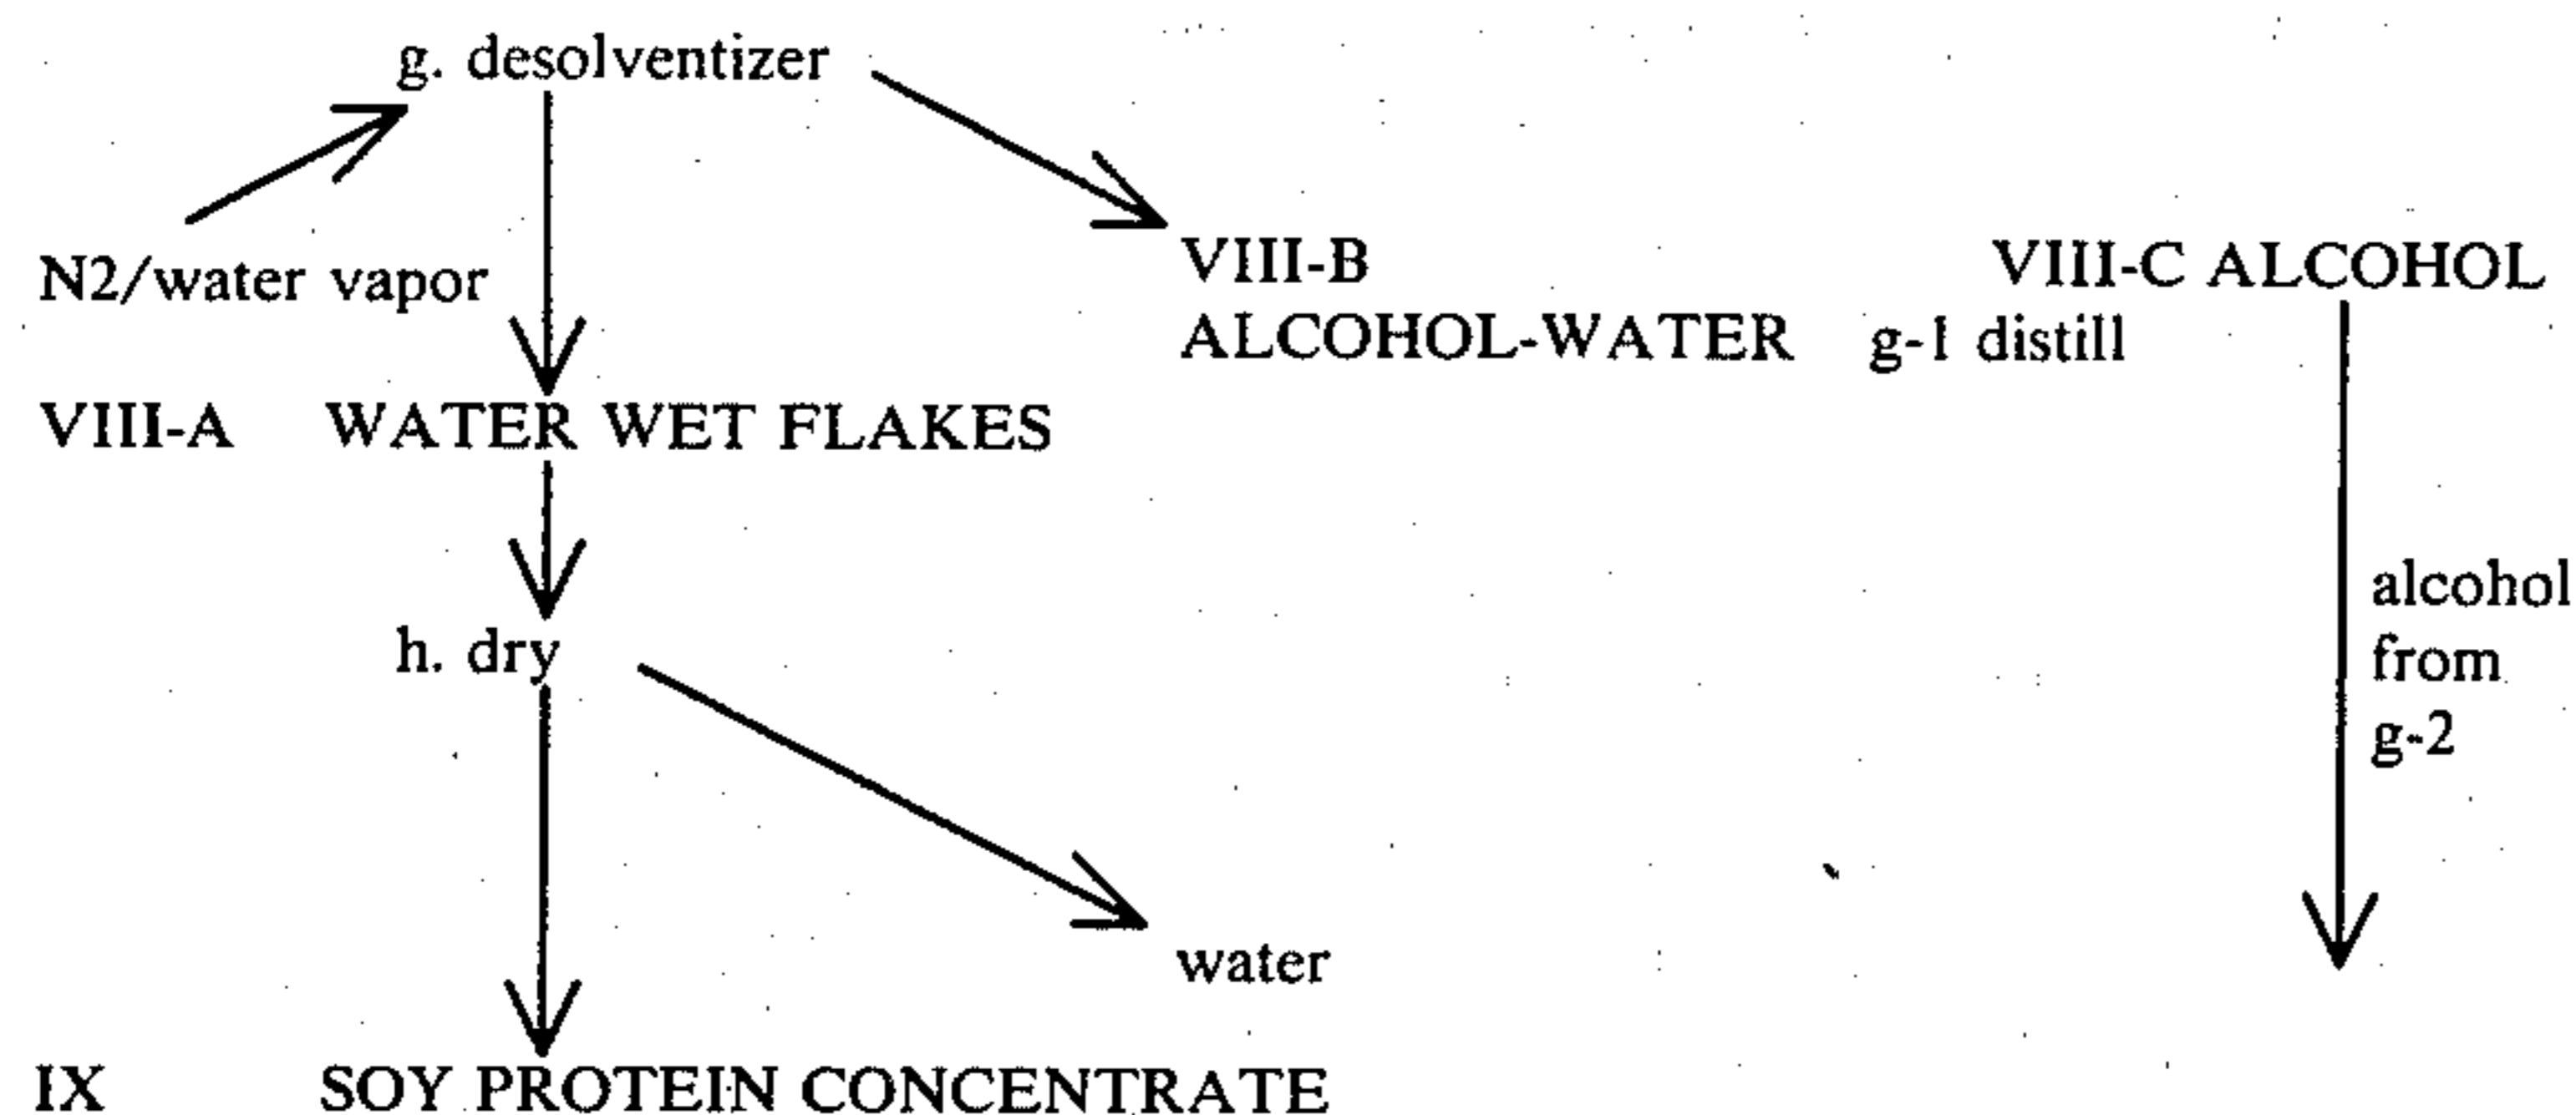 g. desolventizer
N2/water vapor
VIII-B
ALCOHOL-WATER
g-1 distill
VIII-C ALCOHOL
VIII-A WATER WET FLAKES
alcohol
from
g-2
h. dry
water
IX SOY PROTEIN CONCENTRATE